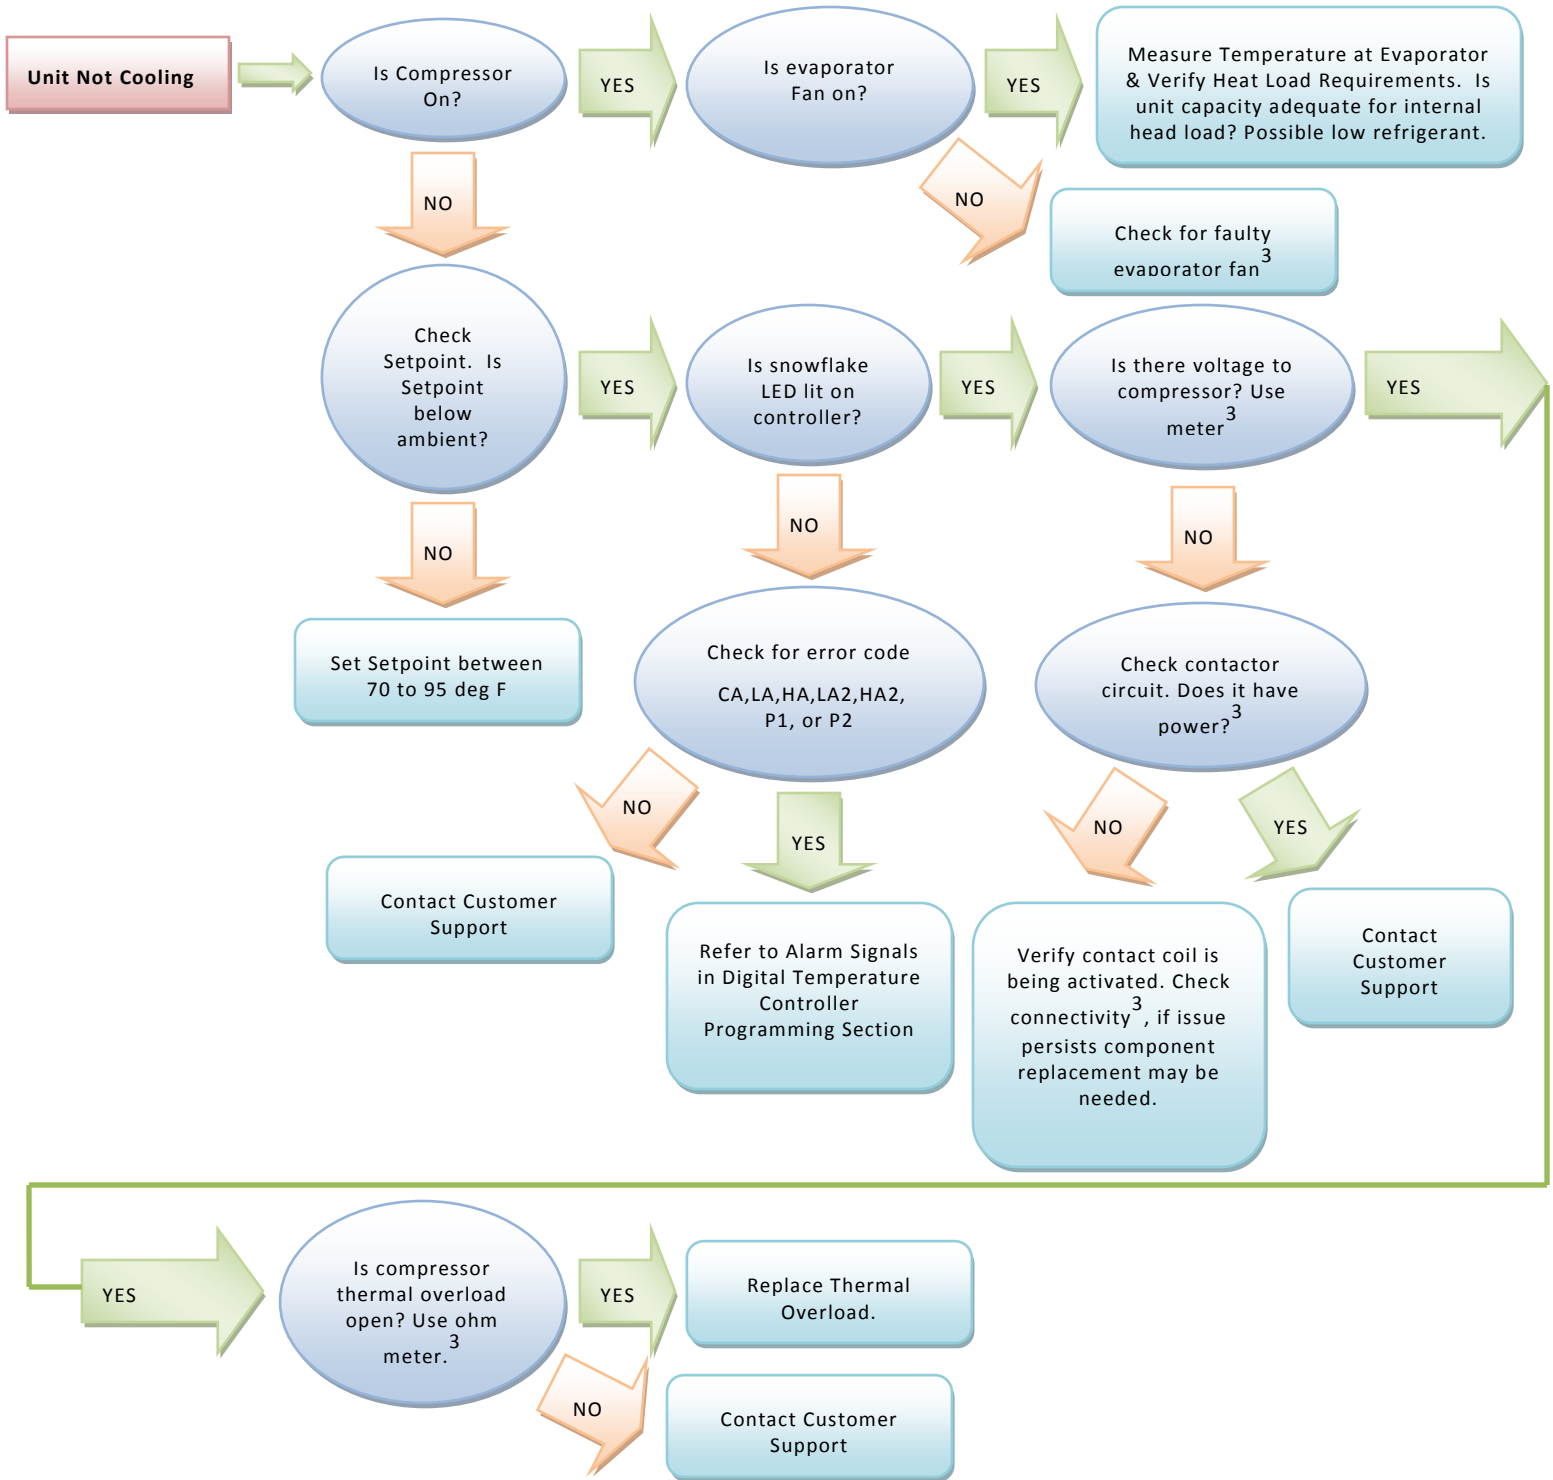 Unit Not Cooling
Is Compressor
On?
YES
Is evaporator
Fan on?
YES
Measure Temperature at Evaporator
& Verify Heat Load Requirements. Is
unit capacity adequate for internal
head load? Possible low refrigerant.
NO
NO
Check for faulty
evaporator fan3
Check
Setpoint. Is
Setpoint
below
ambient?
YES
Is snowflake
LED lit on
controller?
YES
Is there voltage to
compressor? Use
meter3
YES
NO
NO
NO
Set Setpoint between
70 to 95 deg F
Check for error code
CA,LA,HA,LA2,HA2,
P1, or P2
Check contactor
circuit. Does it have
power?3
NO
YES
NO
YES
Contact Customer
Support
Refer to Alarm Signals
in Digital Temperature
Controller
Programming Section
Verify contact coil is
being activated. Check
connectivity3, if issue
persists component
replacement may be
needed.
Contact
Customer
Support
YES
Is compressor
thermal overload
open? Use ohm
meter.3
YES
Replace Thermal
Overload.
NO
Contact Customer
Support